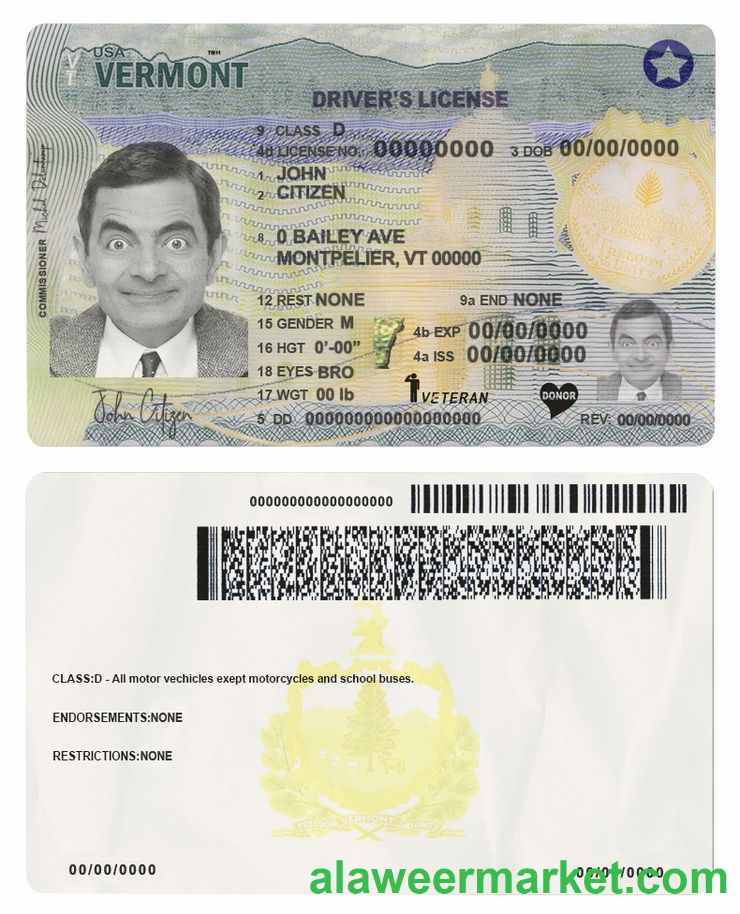 USA
VT VERMONT
DRIVER'S LICENSE
9 CLASS D
4d LICENSE NO. 00000000 3 DOB 00/00/0000
1 JOHN
2 CITIZEN
8 0 BAILEY AVE
MONTPELIER, VT 00000
12 REST NONE 9a END NONE
15 GENDER M 4b EXP 00/00/0000
16 HGT 0'-00" 4a ISS 00/00/0000
18 EYES BRO
17 WGT 00 lb VETERAN DONOR
5 DD 0000000000000000000 REV: 00/00/0000
COMMISSIONER
John Citizen
000000000000000000
CLASS:D - All motor vechicles exept motorcycles and school buses.
ENDORSEMENTS:NONE
RESTRICTIONS:NONE
VERMONT
00/00/0000 00/00/0000
alaweermarket.com